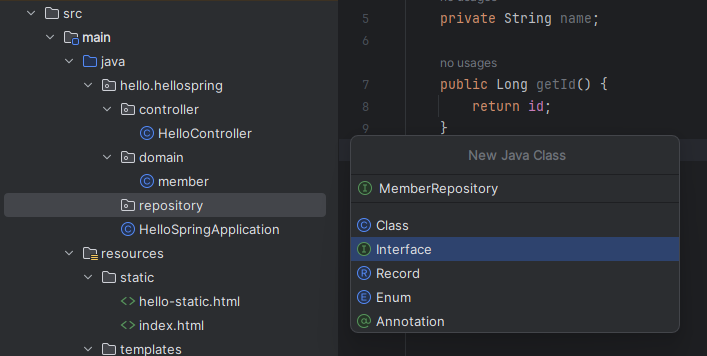 src
main
java
hello.hellospring
controller
HelloController
domain
member
repository
HelloSpringApplication
resources
static
hello-static.html
index.html
templates
no usages
5 private String name;
6
no usages
7 public Long getId() {
8 return id;
9 }
New Java Class
I MemberRepository
C Class
I Interface
R Record
E Enum
@ Annotation